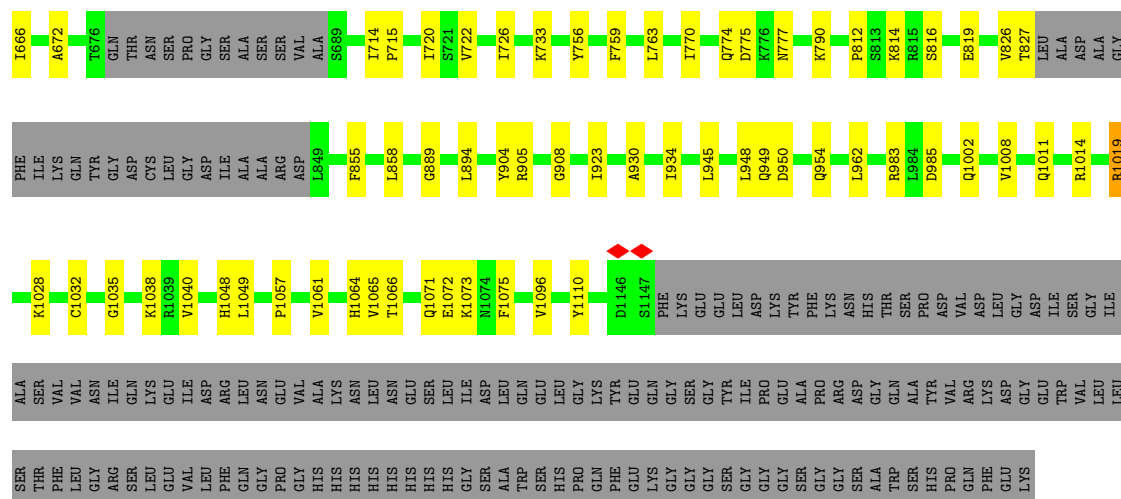 I666 A672 T676 GLN THR ASN SER PRO GLY SER ALA SER SER VAL ALA S689 I714 P715 I720 S721 V722 I726 K733 Y756 F759 L763 I770 Q774 D775 K776 N777 K790 P812 S813 K814 R815 S816 E819 V826 T827 LEU ALA ASP ALA GLY
PHE ILE LYS GLN TYR GLY ASP CYS LEU GLY ASP ILE ALA ALA ARG ASP L849 F855 L858 G889 L894 Y904 R905 G908 I923 A930 I934 L945 L948 Q949 D950 Q954 L962 R983 L984 D985 Q1002 V1008 Q1011 R1014 R1019
K1028 C1032 G1035 K1038 R1039 V1040 H1048 L1049 P1057 V1061 H1064 V1065 T1066 Q1071 E1072 K1073 N1074 F1075 V1096 Y1110 D1146 S1147 PHE LYS GLU GLU LEU ASP LYS TYR PHE LYS ASN HIS THR SER PRO ASP VAL ASP LEU GLY ASP ILE SER GLY ILE
ALA SER VAL VAL ASN ILE GLN LYS GLU ILE ASP ARG LEU ASN GLU VAL ALA LYS ASN LEU ASN GLU SER LEU ILE ASP LEU GLN GLU LEU GLY LYS TYR GLU GLN GLY SER GLY TYR ILE PRO GLU ALA PRO ARG ASP GLY GLN ALA TYR VAL ARG LYS ASP GLY GLU TRP VAL LEU LEU
SER THR PHE LEU GLY ARG SER LEU GLU VAL LEU PHE GLN GLY PRO GLY HIS HIS HIS HIS HIS HIS HIS HIS GLY SER ALA TRP SER HIS PRO GLN PHE GLU LYS GLY GLY GLY SER GLY GLY GLY SER GLY GLY SER ALA TRP SER HIS PRO GLN PHE GLU LYS